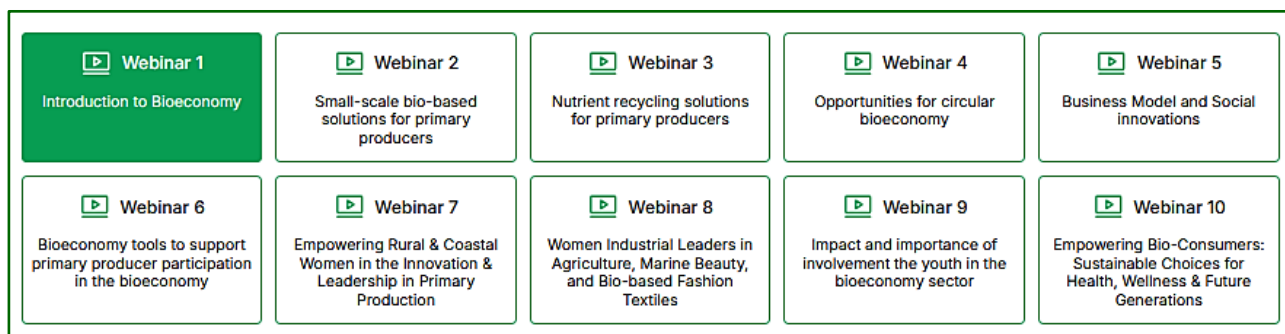 Webinar 1
Introduction to Bioeconomy
Webinar 2
Small-scale bio-based
solutions for primary
producers
Webinar 3
Nutrient recycling solutions
for primary producers
Webinar 4
Opportunities for circular
bioeconomy
Webinar 5
Business Model and Social
innovations
Webinar 6
Bioeconomy tools to support
primary producer participation
in the bioeconomy
Webinar 7
Empowering Rural & Coastal
Women in the Innovation &
Leadership in Primary
Production
Webinar 8
Women Industrial Leaders in
Agriculture, Marine Beauty,
and Bio-based Fashion
Textiles
Webinar 9
Impact and importance of
involvement the youth in the
bioeconomy sector
Webinar 10
Empowering Bio-Consumers:
Sustainable Choices for
Health, Wellness & Future
Generations